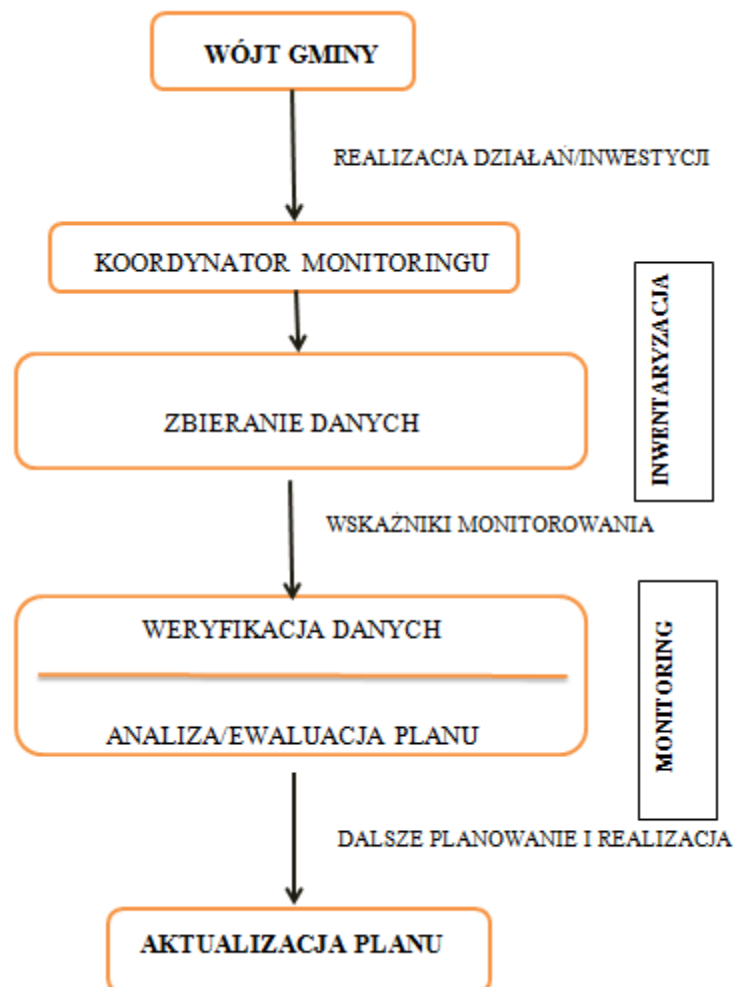 WÓJT GMINY
REALIZACJA DZIAŁAŃ/INWESTYCJI
KOORDYNATOR MONITORINGU
INWENTARYZACJA
ZBIERANIE DANYCH
WSKAŹNIKI MONITOROWANIA
WERYFIKACJA DANYCH
MONITORING
ANALIZA/EWALUACJA PLANU
DALSZE PLANOWANIE I REALIZACJA
AKTUALIZACJA PLANU